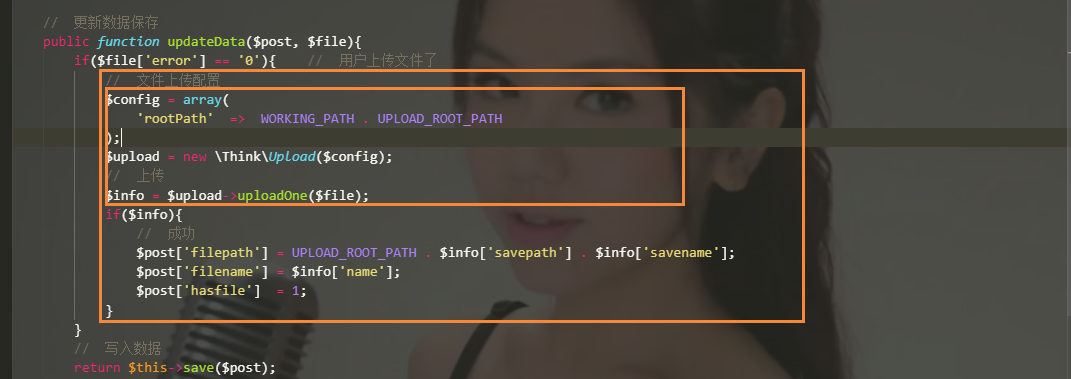 // 更新数据保存
public function updateData($post, $file){
if($file['error'] == '0'){ // 用户上传文件了
// 文件上传配置
$config = array(
'rootPath' => WORKING_PATH . UPLOAD_ROOT_PATH
);
$upload = new \Think\Upload($config);
// 上传
$info = $upload->uploadOne($file);
if($info){
// 成功
$post['filepath'] = UPLOAD_ROOT_PATH . $info['savepath'] . $info['savename'];
$post['filename'] = $info['name'];
$post['hasfile'] = 1;
}
}
// 写入数据
return $this->save($post);